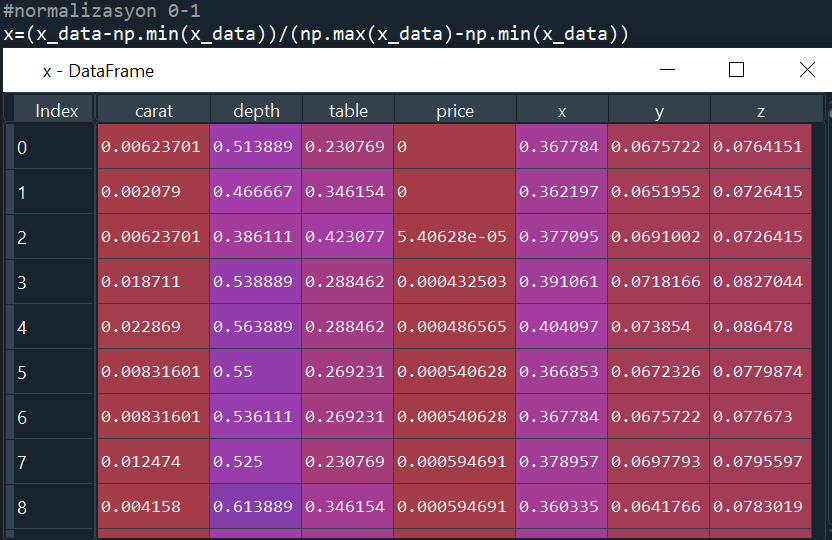 #normalizasyon 0-1
x=(x_data-np.min(x_data))/(np.max(x_data)-np.min(x_data))
x - DataFrame
Index carat depth table price x y z
0 0.00623701 0.513889 0.230769 0 0.367784 0.0675722 0.0764151
1 0.002079 0.466667 0.346154 0 0.362197 0.0651952 0.0726415
2 0.00623701 0.386111 0.423077 5.40628e-05 0.377095 0.0691002 0.0726415
3 0.018711 0.538889 0.288462 0.000432503 0.391061 0.0718166 0.0827044
4 0.022869 0.563889 0.288462 0.000486565 0.404097 0.073854 0.086478
5 0.00831601 0.55 0.269231 0.000540628 0.366853 0.0672326 0.0779874
6 0.00831601 0.536111 0.269231 0.000540628 0.367784 0.0675722 0.077673
7 0.012474 0.525 0.230769 0.000594691 0.378957 0.0697793 0.0795597
8 0.004158 0.613889 0.346154 0.000594691 0.360335 0.0641766 0.0783019